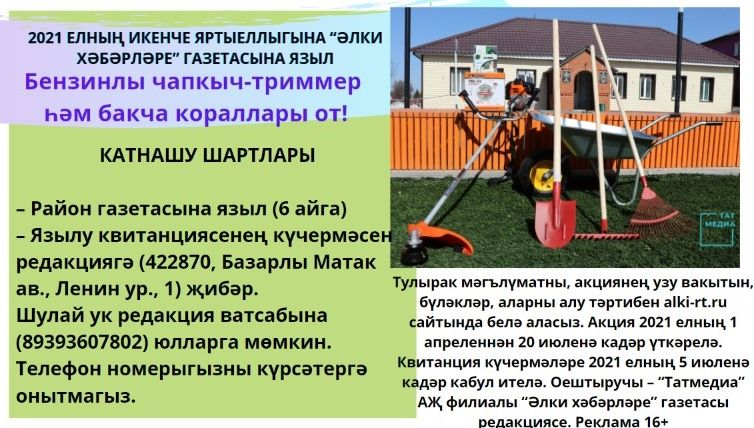 2021 ЕЛНЫҢ ИКЕНЧЕ ЯРТЫЕЛЛЫГЫНА “ӘЛКИ
ХӘБӘРЛӘРЕ” ГАЗЕТАСЫНА ЯЗЫЛ
Бензинлы чапкыч-триммер
һәм бакча кораллары от!
КАТНАШУ ШАРТЛАРЫ
– Район газетасына языл (6 айга)
– Язылу квитанциясенең күчермәсен
редакциягә (422870, Базарлы Матак
ав., Ленин ур., 1) җибәр.
Шулай ук редакция ватсабына
(89393607802) юлларга мөмкин.
Телефон номерыгызны күрсәтергә
онытмагыз.
ТАТ
МЕДИА
Тулырак мәгълүматны, акциянең узу вакытын,
бүләкләр, аларны алу тәртибен alki-rt.ru
сайтында белә аласыз. Акция 2021 елның 1
апреленнән 20 июленә кадәр үткәрелә.
Квитанция күчермәләре 2021 елның 5 июленә
кадәр кабул ителә. Оештыручы – “Татмедиа”
АҖ филиалы “Әлки хәбәрләре” газетасы
редакциясе. Реклама 16+